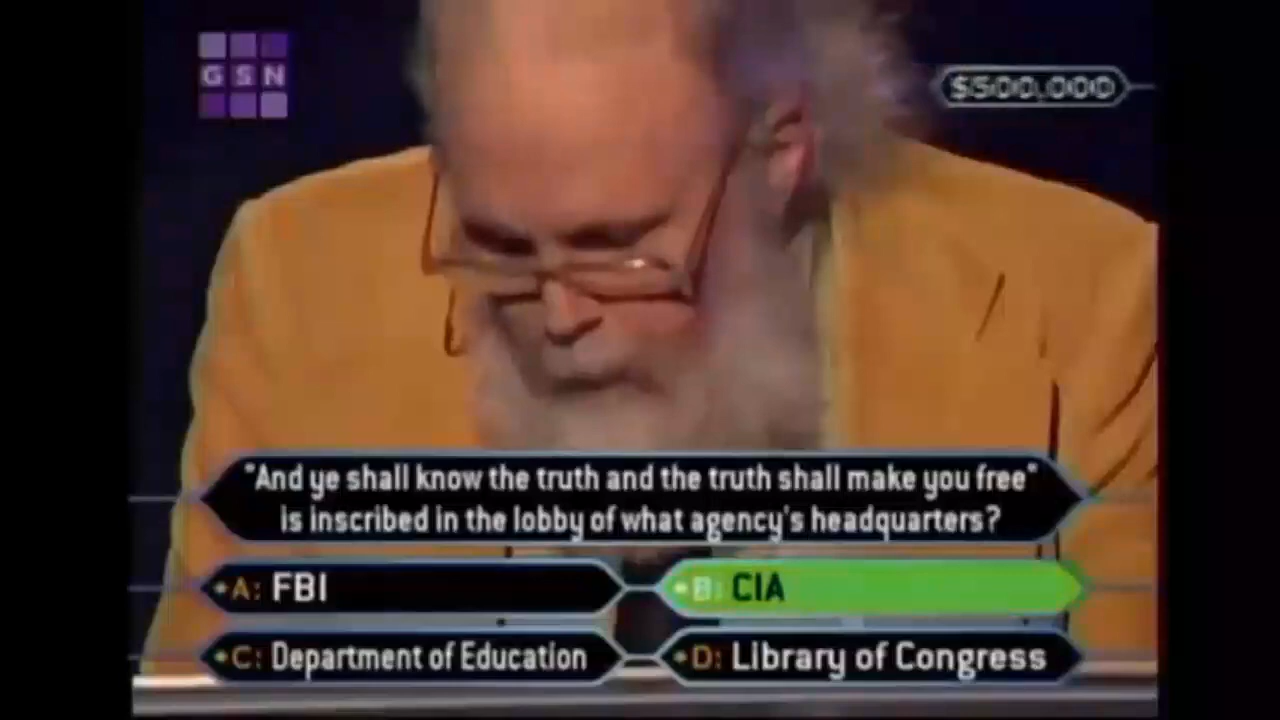 GSN
$500,000
"And ye shall know the truth and the truth shall make you free"
is inscribed in the lobby of what agency's headquarters?
A: FBI
B: CIA
C: Department of Education
D: Library of Congress